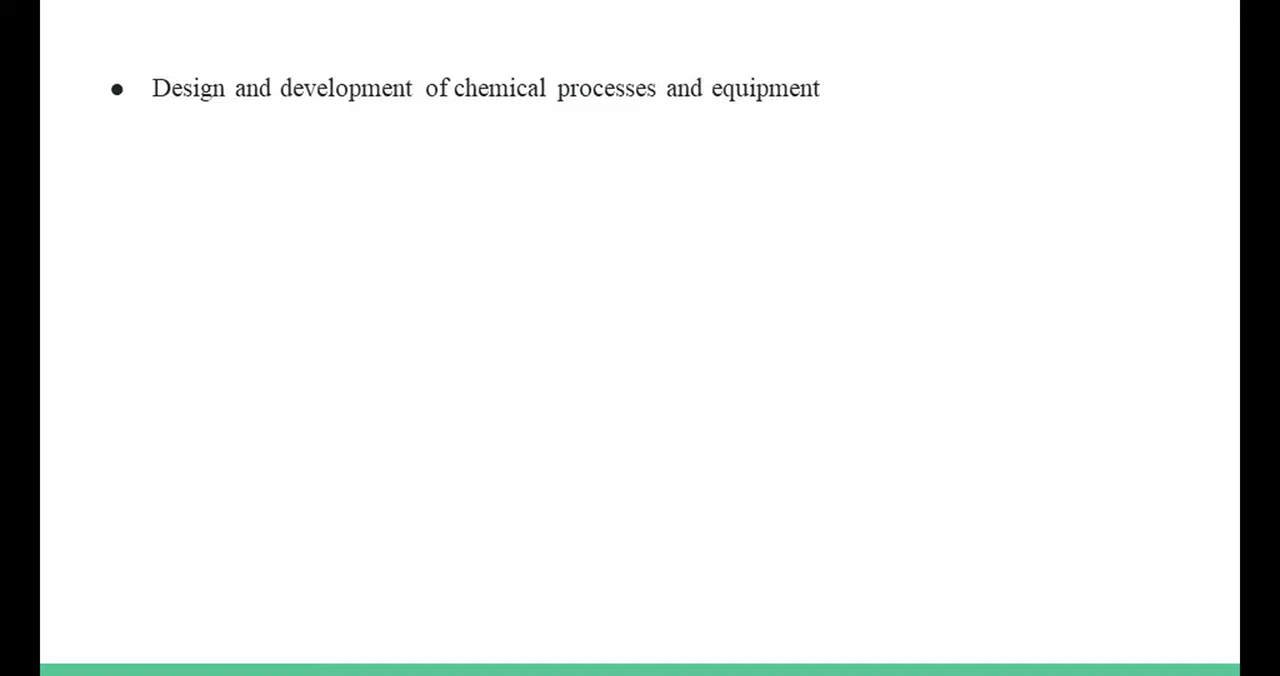 ● Design and development of chemical processes and equipment